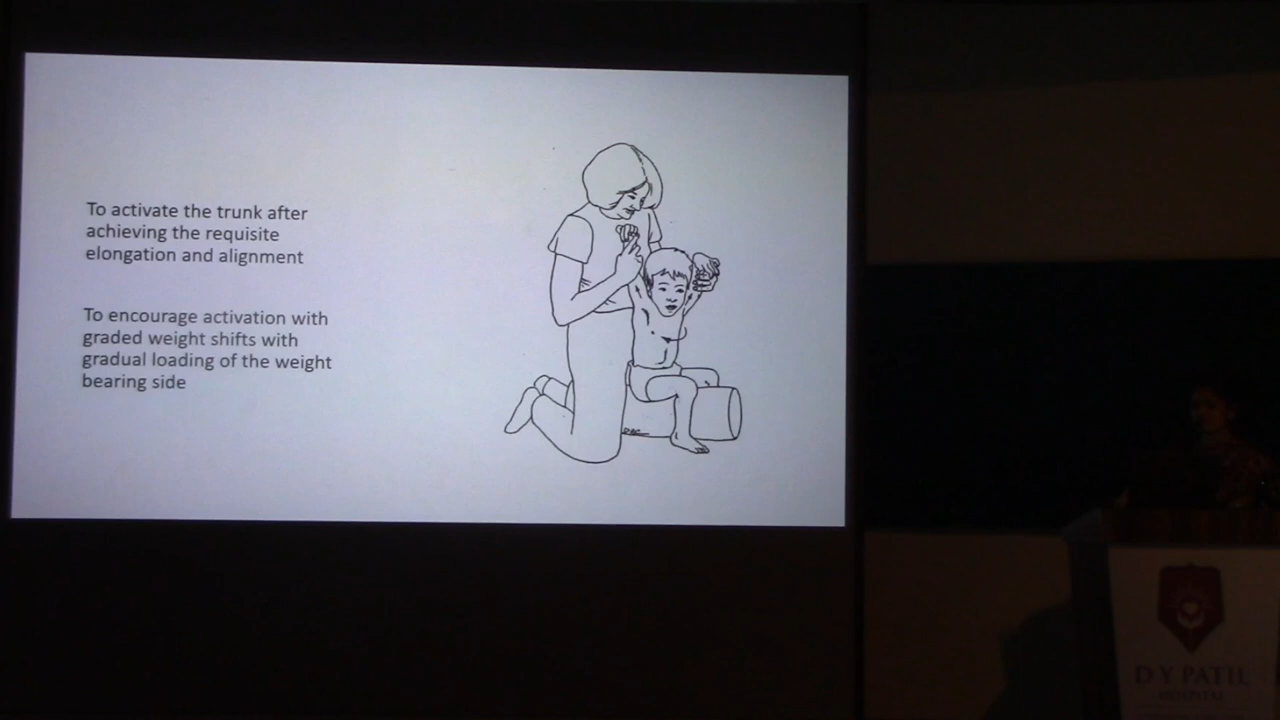 To activate the trunk after
achieving the requisite
elongation and alignment
To encourage activation with
graded weight shifts with
gradual loading of the weight
bearing side
D Y PATIL
HOSPITAL